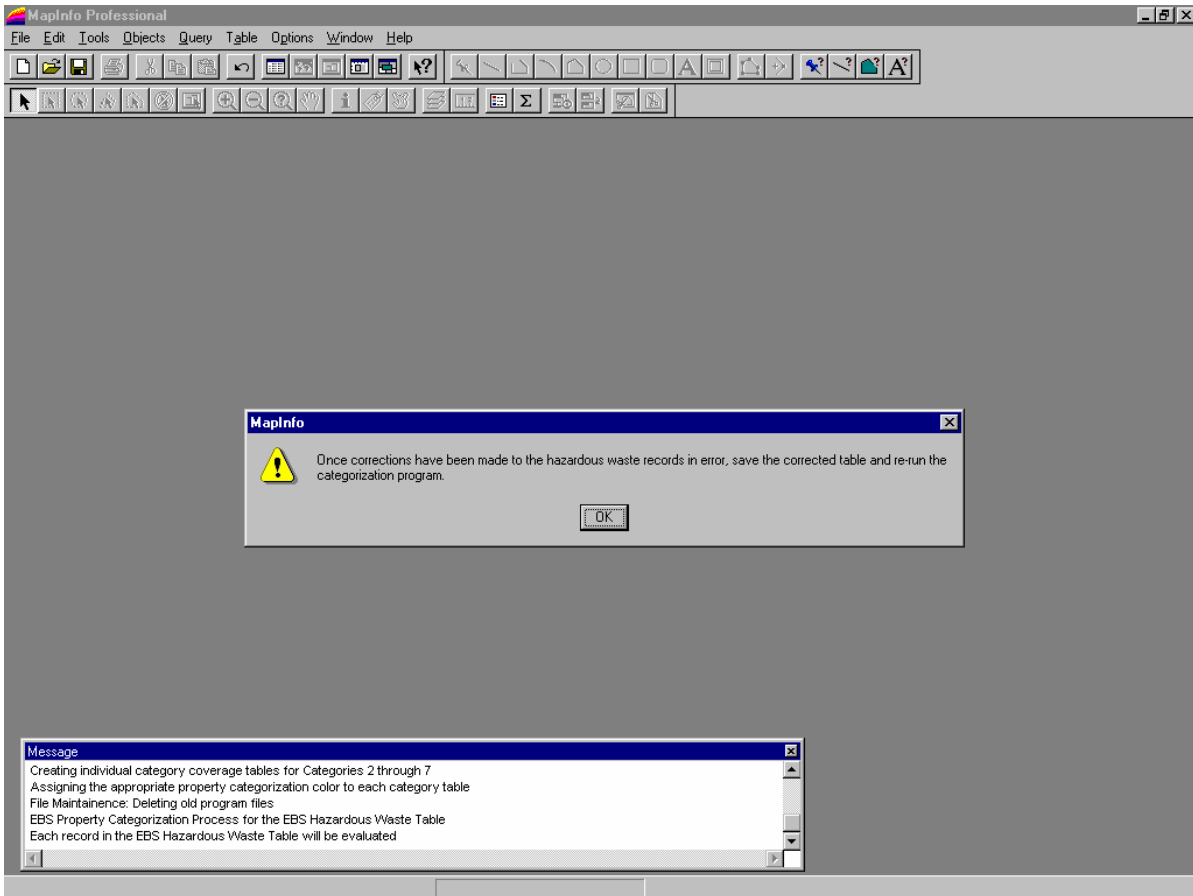 MapInfo Professional
File Edit Tools Objects Query Table Options Window Help
MapInfo
Once corrections have been made to the hazardous waste records in error, save the corrected table and re-run the
categorization program.
OK
Message
Creating individual category coverage tables for Categories 2 through 7
Assigning the appropriate property categorization color to each category table
File Maintainence: Deleting old program files
EBS Property Categorization Process for the EBS Hazardous Waste Table
Each record in the EBS Hazardous Waste Table will be evaluated